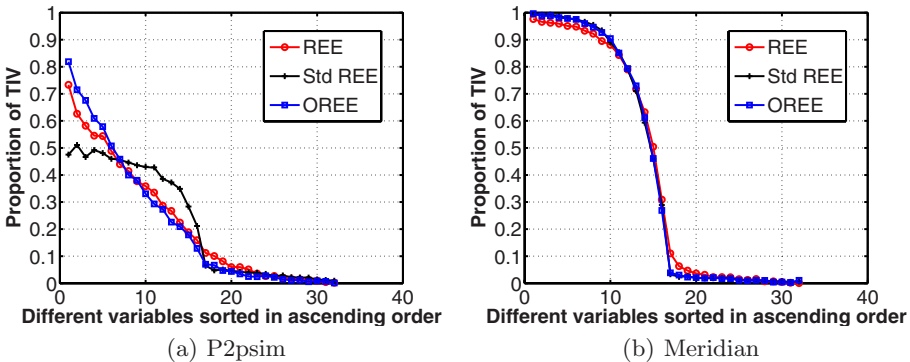 Proportion of TIV
1
0.9
0.8
0.7
0.6
0.5
0.4
0.3
0.2
0.1
0
REE
Std REE
OREE
0 10 20 30 40
Different variables sorted in ascending order
(a) P2psim
Proportion of TIV
1
0.9
0.8
0.7
0.6
0.5
0.4
0.3
0.2
0.1
0
REE
Std REE
OREE
0 10 20 30 40
Different variables sorted in ascending order
(b) Meridian